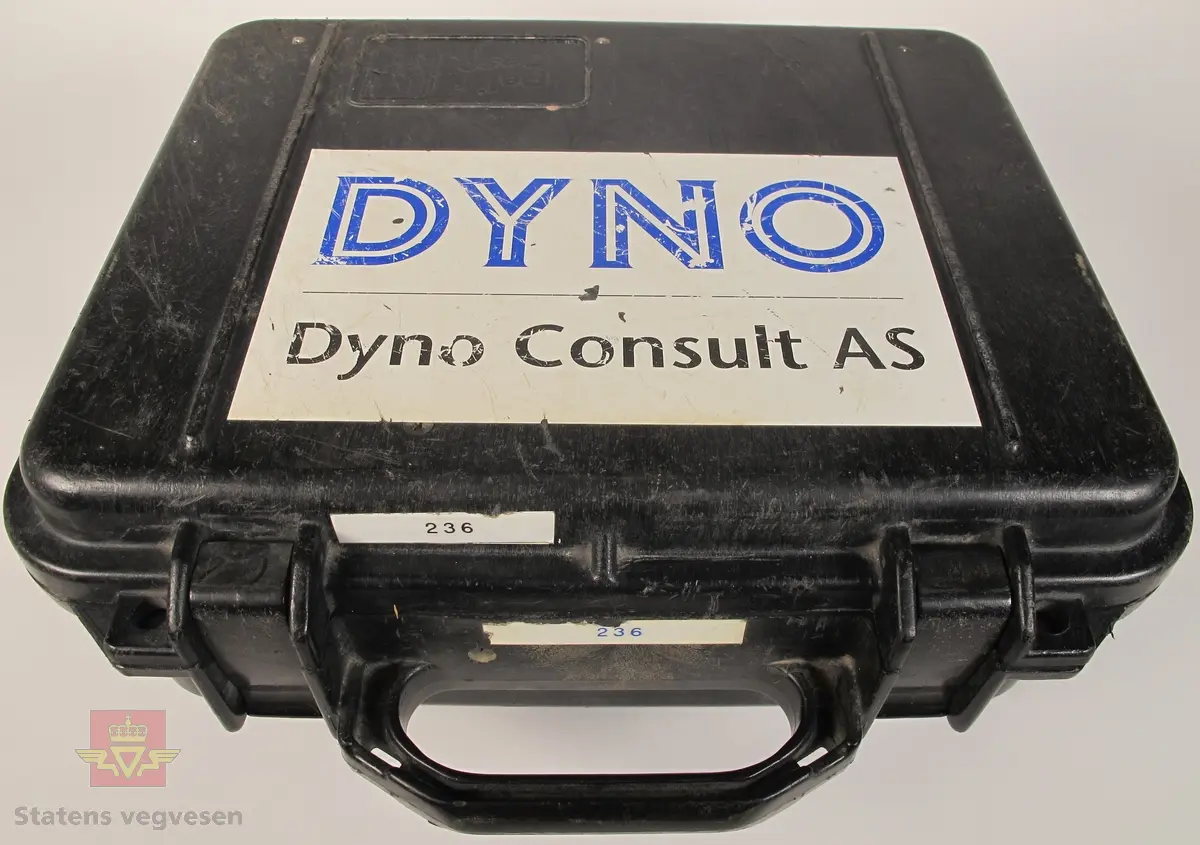 DYNO
Dyno Consult AS
236
236
Statens vegvesen